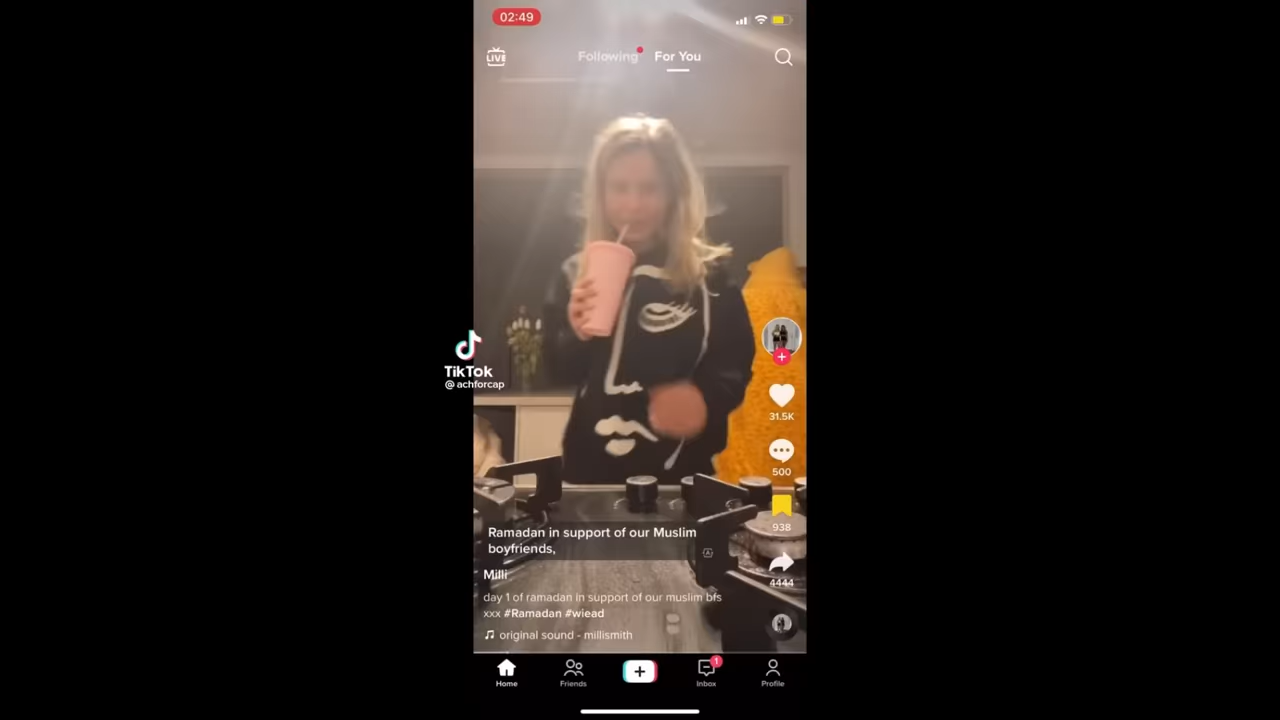 02:49
LIVE
Following
For You
TikTok
@ achforcap
31.5K
500
938
4444
Ramadan in support of our Muslim
boyfriends,
Milli
day 1 of ramadan in support of our muslim bfs
xxx #Ramadan #wiead
original sound - millismith
Home
Friends
Inbox
1
Profile